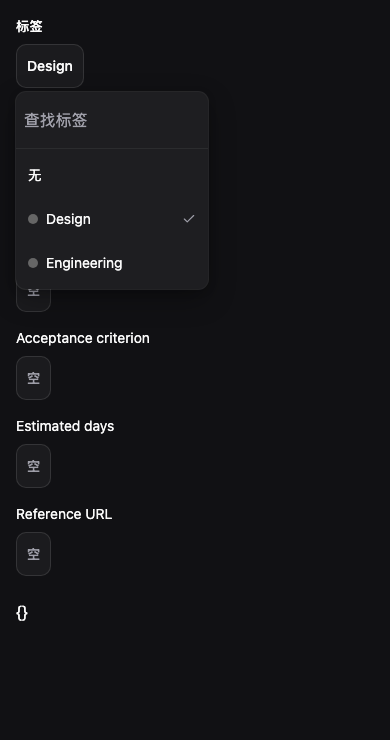 标签
Design
查找标签
无
Design
Engineering
空
Acceptance criterion
空
Estimated days
空
Reference URL
空
{}